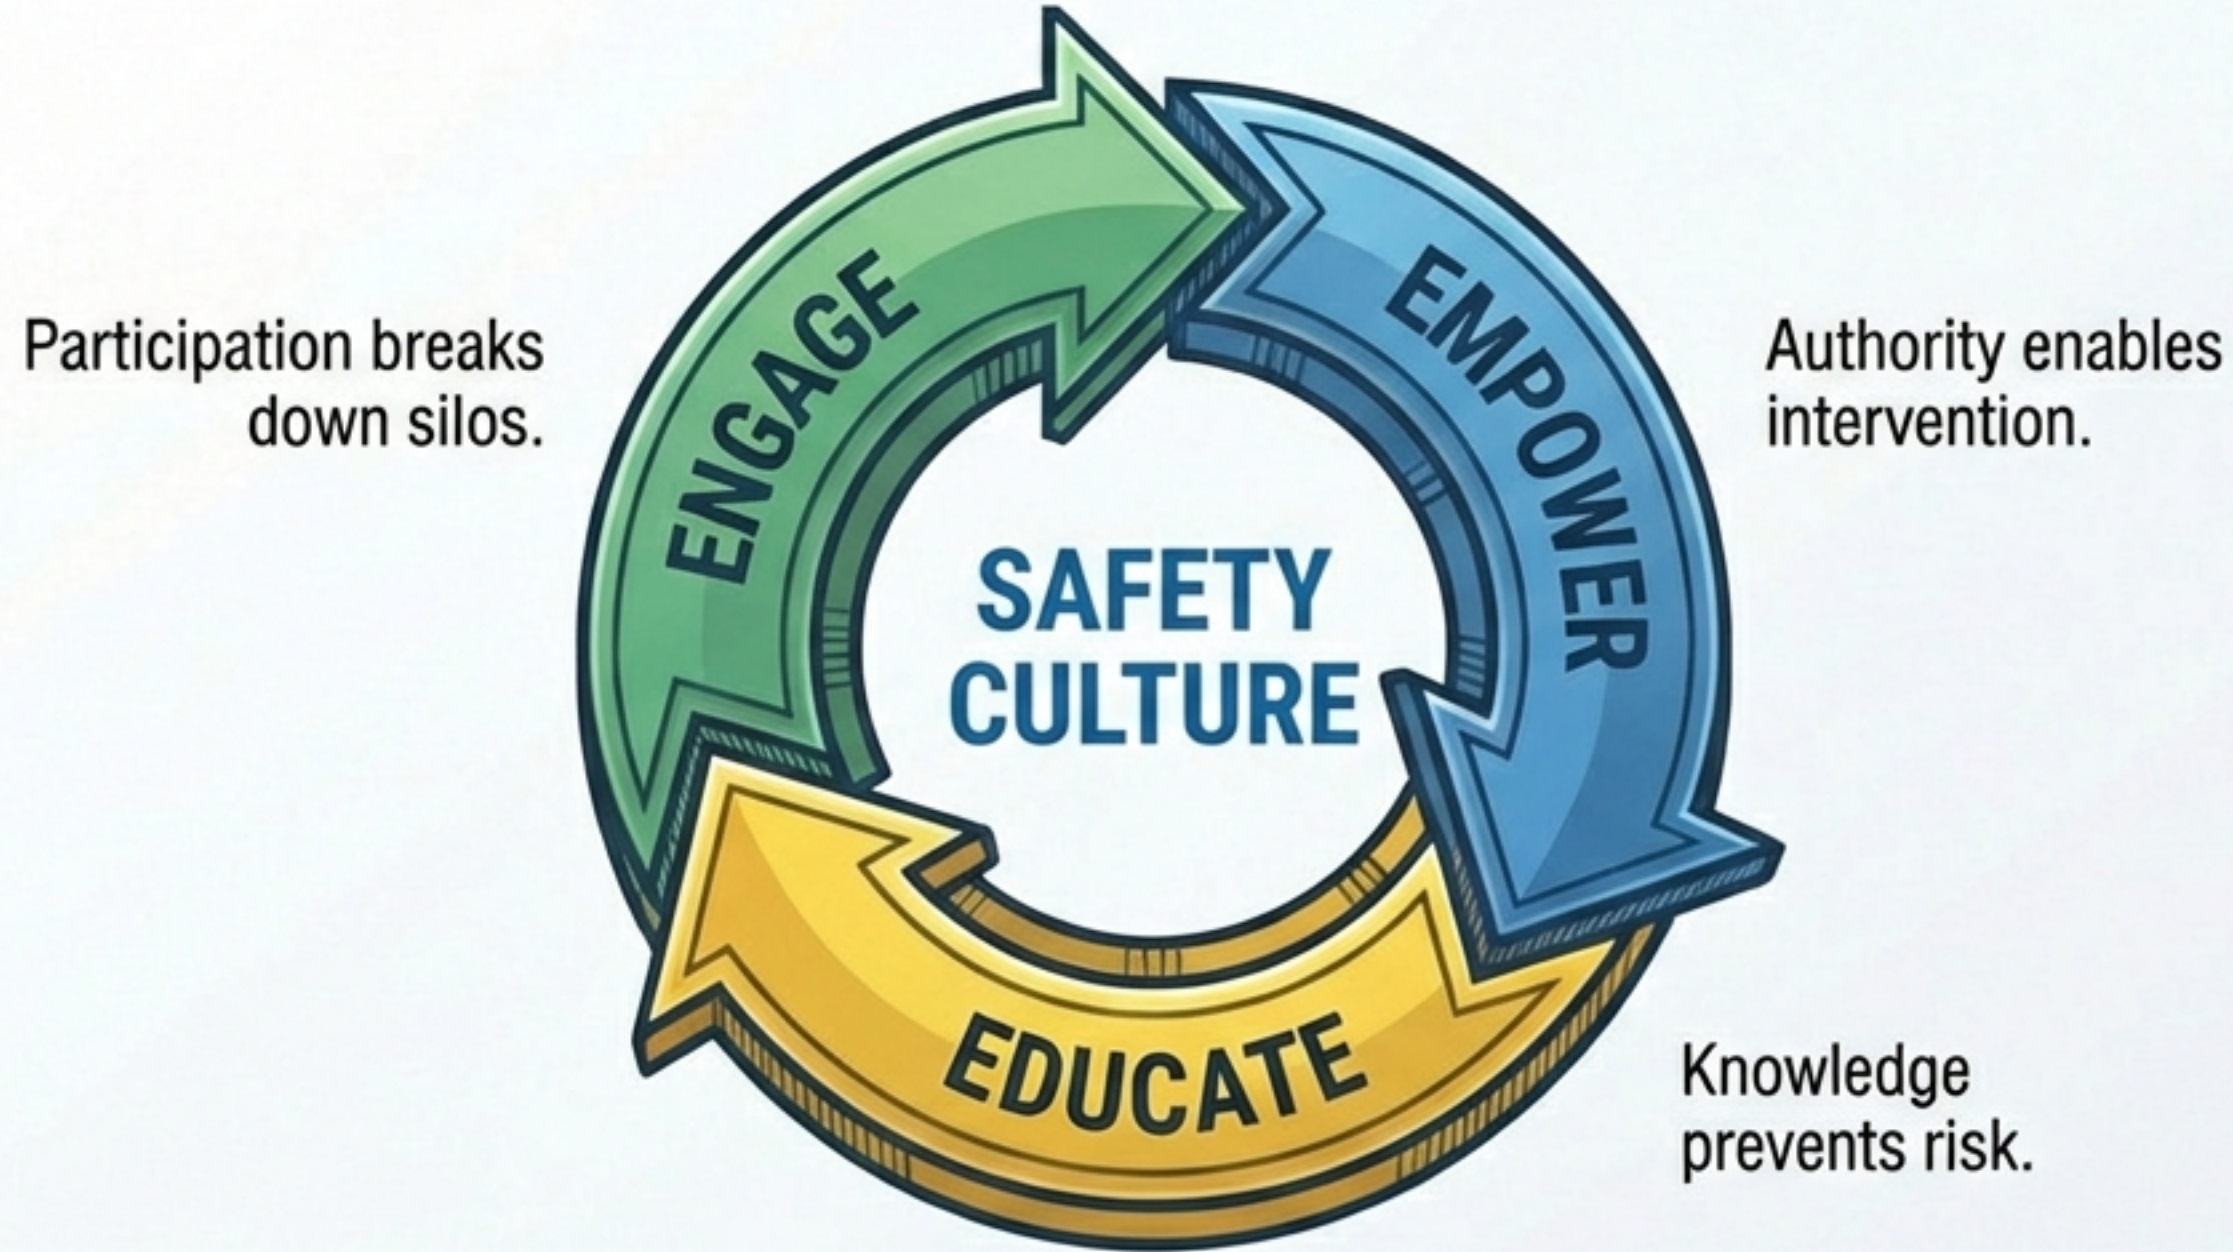 ENGAGE
EMPOWER
Participation breaks
down silos.
Authority enables
intervention.
SAFETY
CULTURE
EDUCATE
Knowledge
prevents risk.